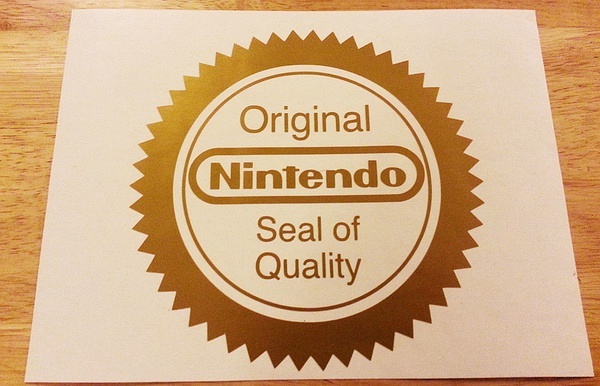 Original
Nintendo
Seal of
Quality